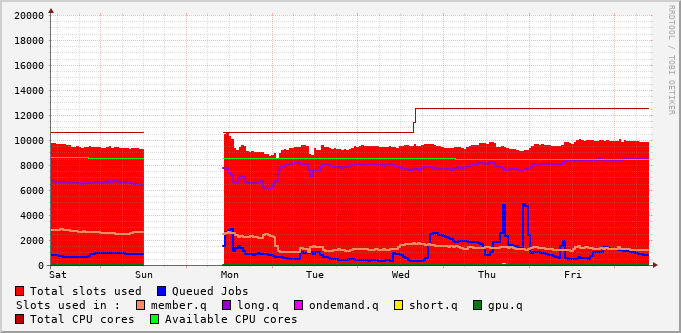 20000
18000
16000
14000
12000
10000
8000
6000
4000
2000
0
Sat Sun Mon Tue Wed Thu Fri
RRDTOOL / TOBI OETIKER
Total slots used Queued Jobs
Slots used in : member.q long.q ondemand.q short.q gpu.q
Total CPU cores Available CPU cores